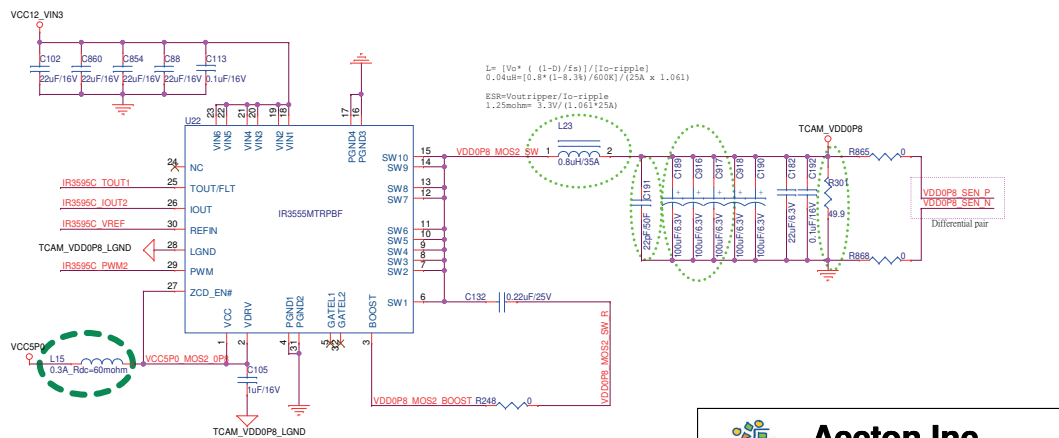 VCC12_VIN3
C102
22uF/16V
C860
22uF/16V
C854
22uF/16V
C88
22uF/16V
C113
0.1uF/16V
L= [Vo* ( (1-D)/fs)]/[Io-ripple]
0.04uH=[0.8*(1-8.3%)/600K]/(25A x 1.061)
ESR=Voutripper/Io-ripple
1.25mohm= 3.3V/(1.061*25A)
U22
23
22
21
20
19
18
17
16
VIN6
VIN5
VIN4
VIN3
VIN2
VIN1
PGND4
PGND3
24
NC
25
TOUT/FLT
IR3595C_TOUT1
26
IOUT
IR3595C_IOUT2
30
REFIN
IR3595C_VREF
28
LGND
TCAM_VDD0P8_LGND
29
PWM
IR3595C_PWM2
27
ZCD_EN#
IR3555MTRPBF
SW10
15
SW9
14
SW8
13
SW7
12
SW6
11
SW5
10
SW4
9
SW3
8
SW2
7
SW1
6
VCC
VDRV
PGND1
PGND2
GATEL1
GATEL2
BOOST
1
2
4
31
5
32
3
VDD0P8_MOS2_SW
L23
1
2
0.8uH/35A
C191
22pF/50F
C189
100uF/6.3V
C916
100uF/6.3V
C917
100uF/6.3V
C918
100uF/6.3V
C190
100uF/6.3V
C182
22uF/6.3V
C192
0.1uF/16V
TCAM_VDD0P8
R301
49.9
R865
0
VDD0P8_SEN_P
VDD0P8_SEN_N
Differential pair
R868
0
C132
0.22uF/25V
VDD0P8_MOS2_SW_R
VCC5P0
L15
0.3A_Rdc=60mohm
VCC5P0_MOS2_0P8
C105
1uF/16V
TCAM_VDD0P8_LGND
VDD0P8_MOS2_BOOST
R248
0